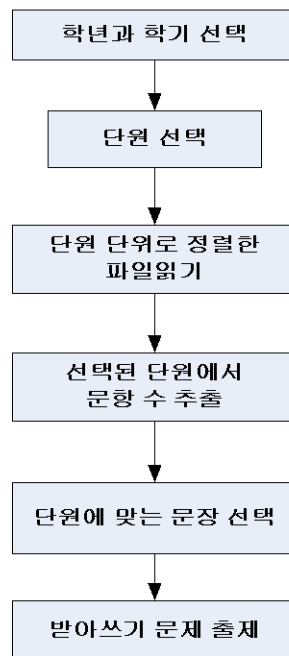 학년과 학기 선택
단원 선택
단원 단위로 정렬한
파일읽기
선택된 단원에서
문항 수 추출
단원에 맞는 문장 선택
받아쓰기 문제 출제